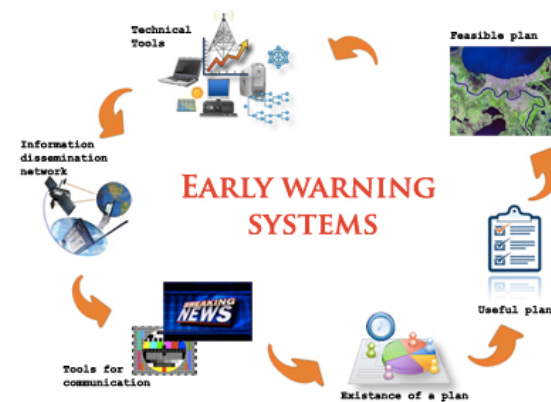 Technical
Tools
Feasible plan
Information
dissemination
network
EARLY WARNING
SYSTEMS
BREAKING
NEWS
Useful plan
Tools for
communication
Existance of a plan